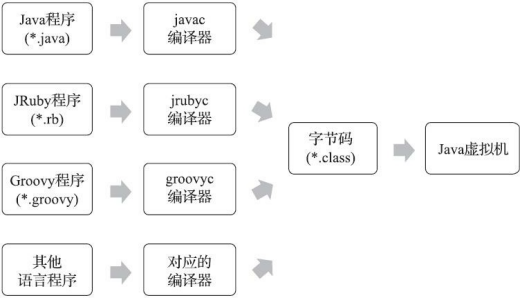 Java程序
(*.java)
javac
编译器
JRuby程序
(*.rb)
jrubyc
编译器
字节码
(*.class)
Java虚拟机
Groovy程序
(*.groovy)
groovyc
编译器
其他
语言程序
对应的
编译器